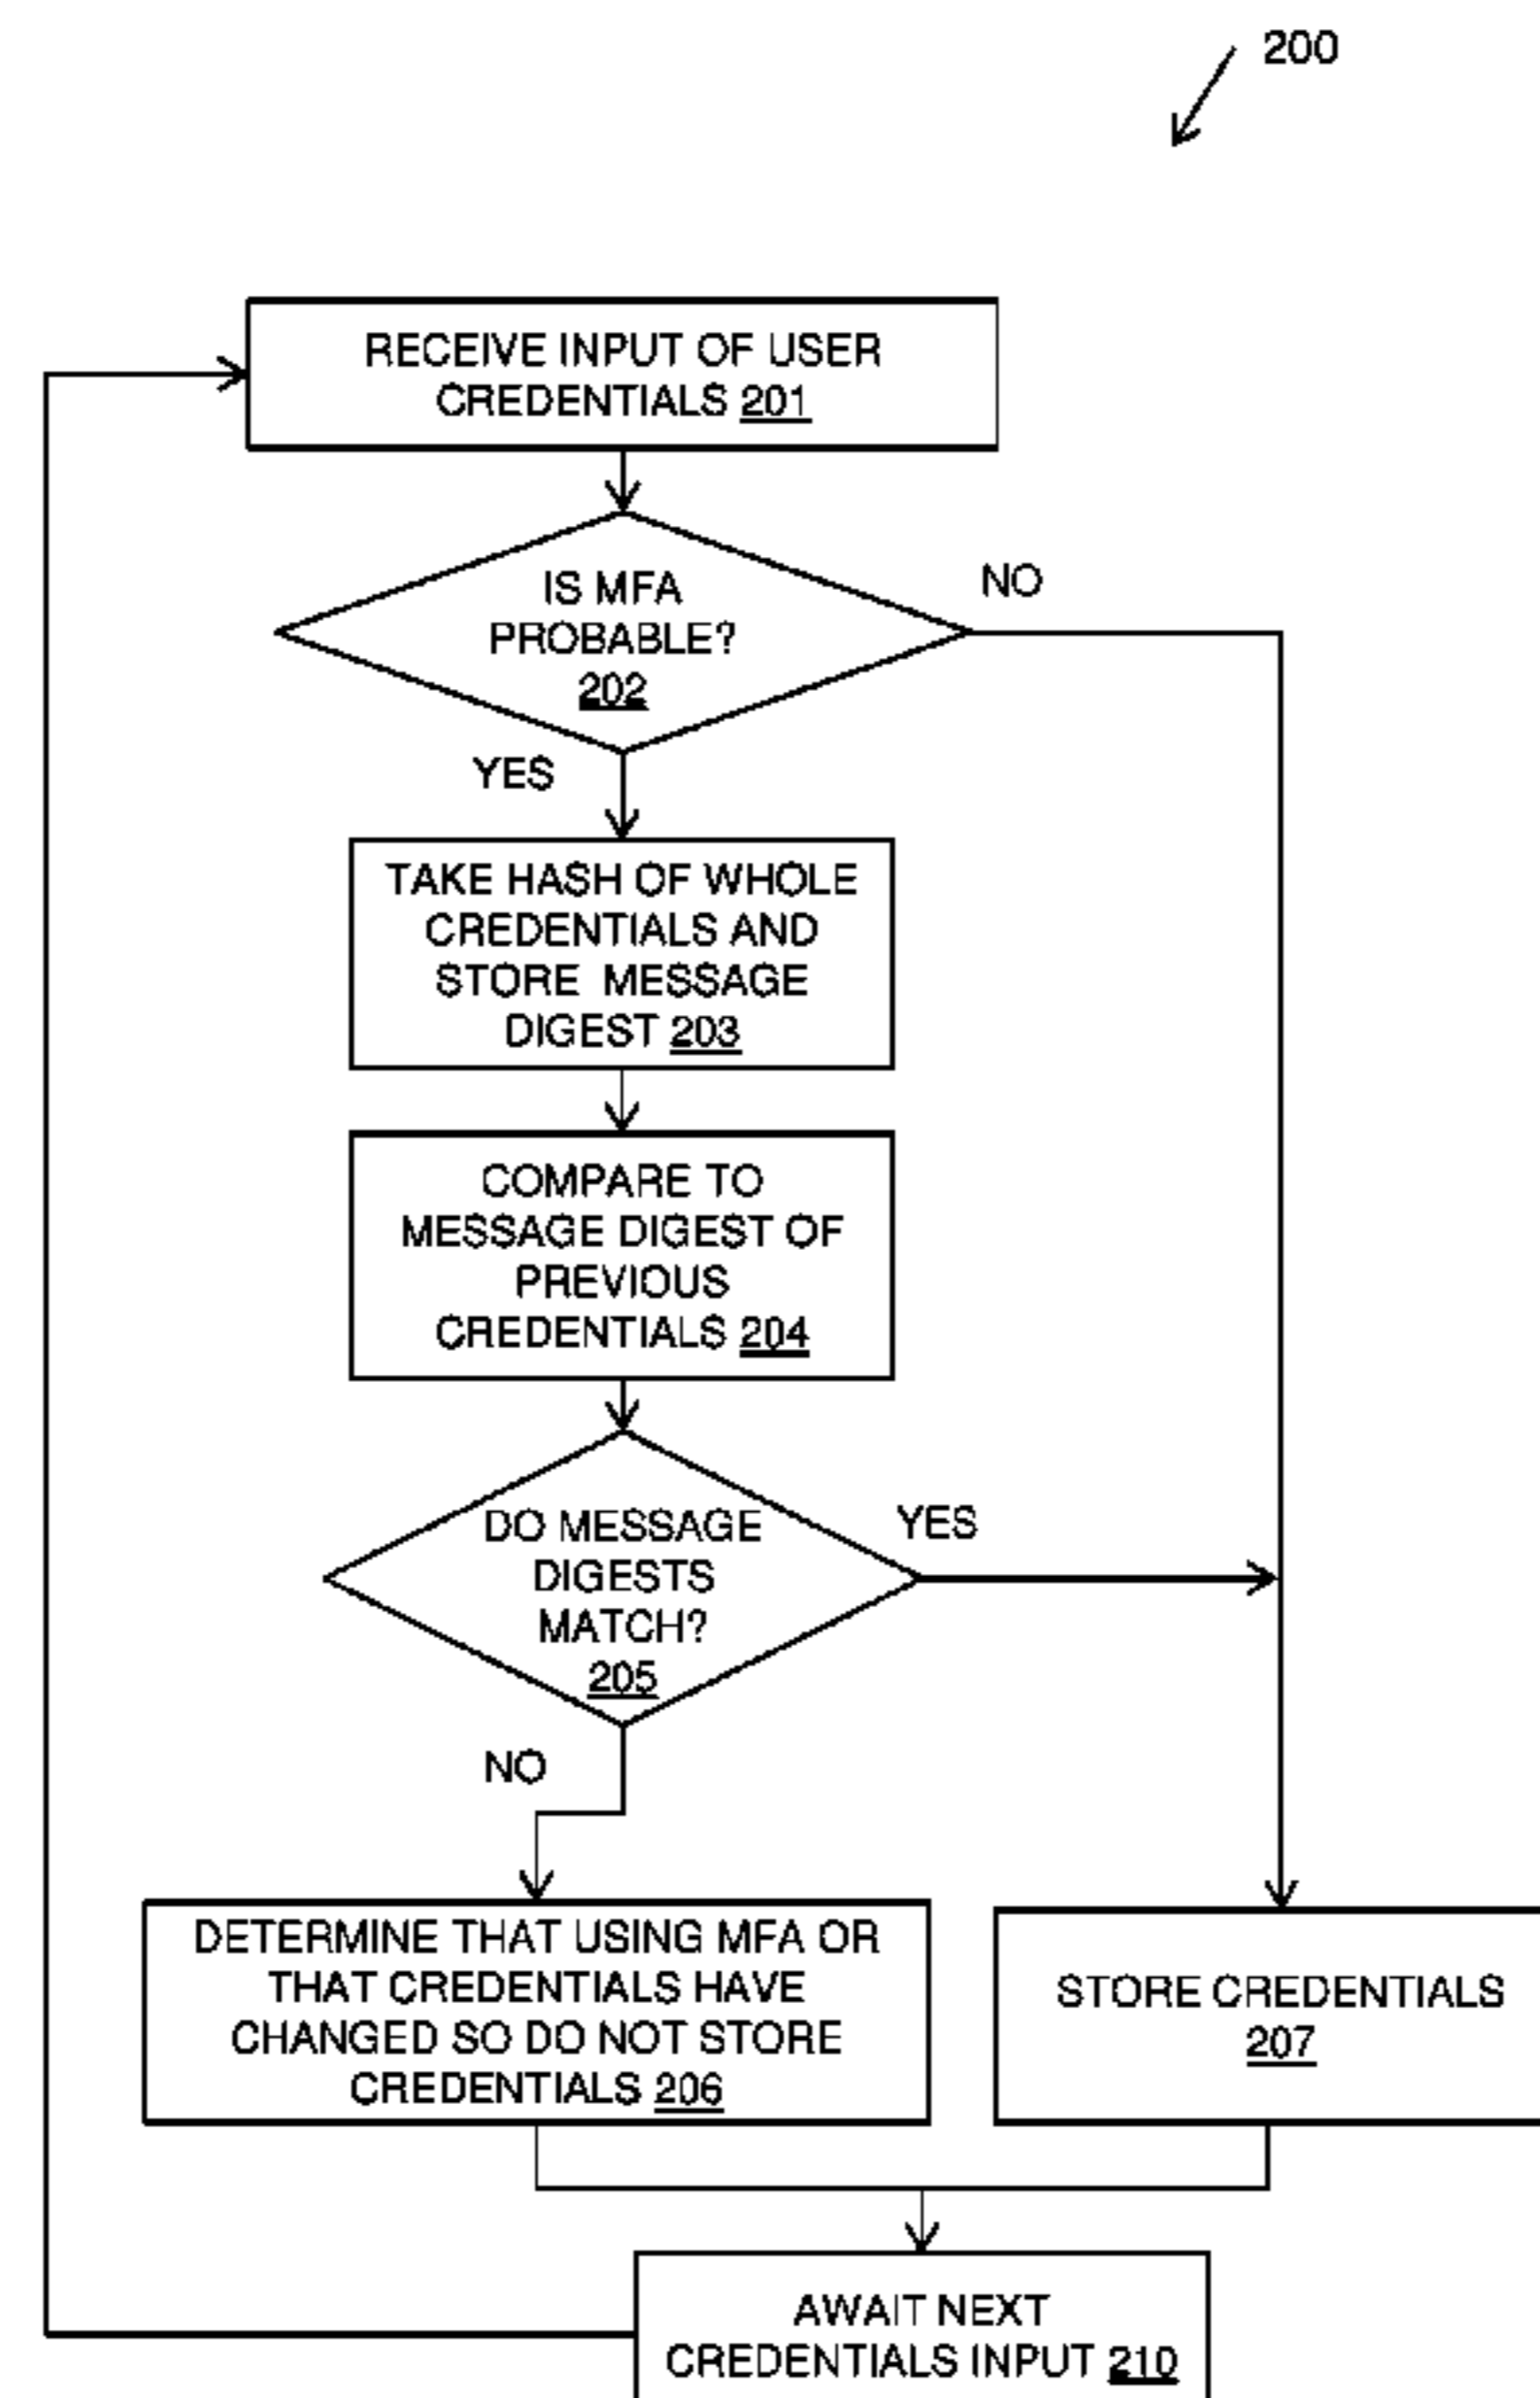 200
RECEIVE INPUT OF USER
CREDENTIALS 201
IS MFA
PROBABLE?
202
NO
YES
TAKE HASH OF WHOLE
CREDENTIALS AND
STORE MESSAGE
DIGEST 203
COMPARE TO
MESSAGE DIGEST OF
PREVIOUS
CREDENTIALS 204
DO MESSAGE
DIGESTS
MATCH?
205
YES
NO
DETERMINE THAT USING MFA OR
THAT CREDENTIALS HAVE
CHANGED SO DO NOT STORE
CREDENTIALS 206
STORE CREDENTIALS
207
AWAIT NEXT
CREDENTIALS INPUT 210